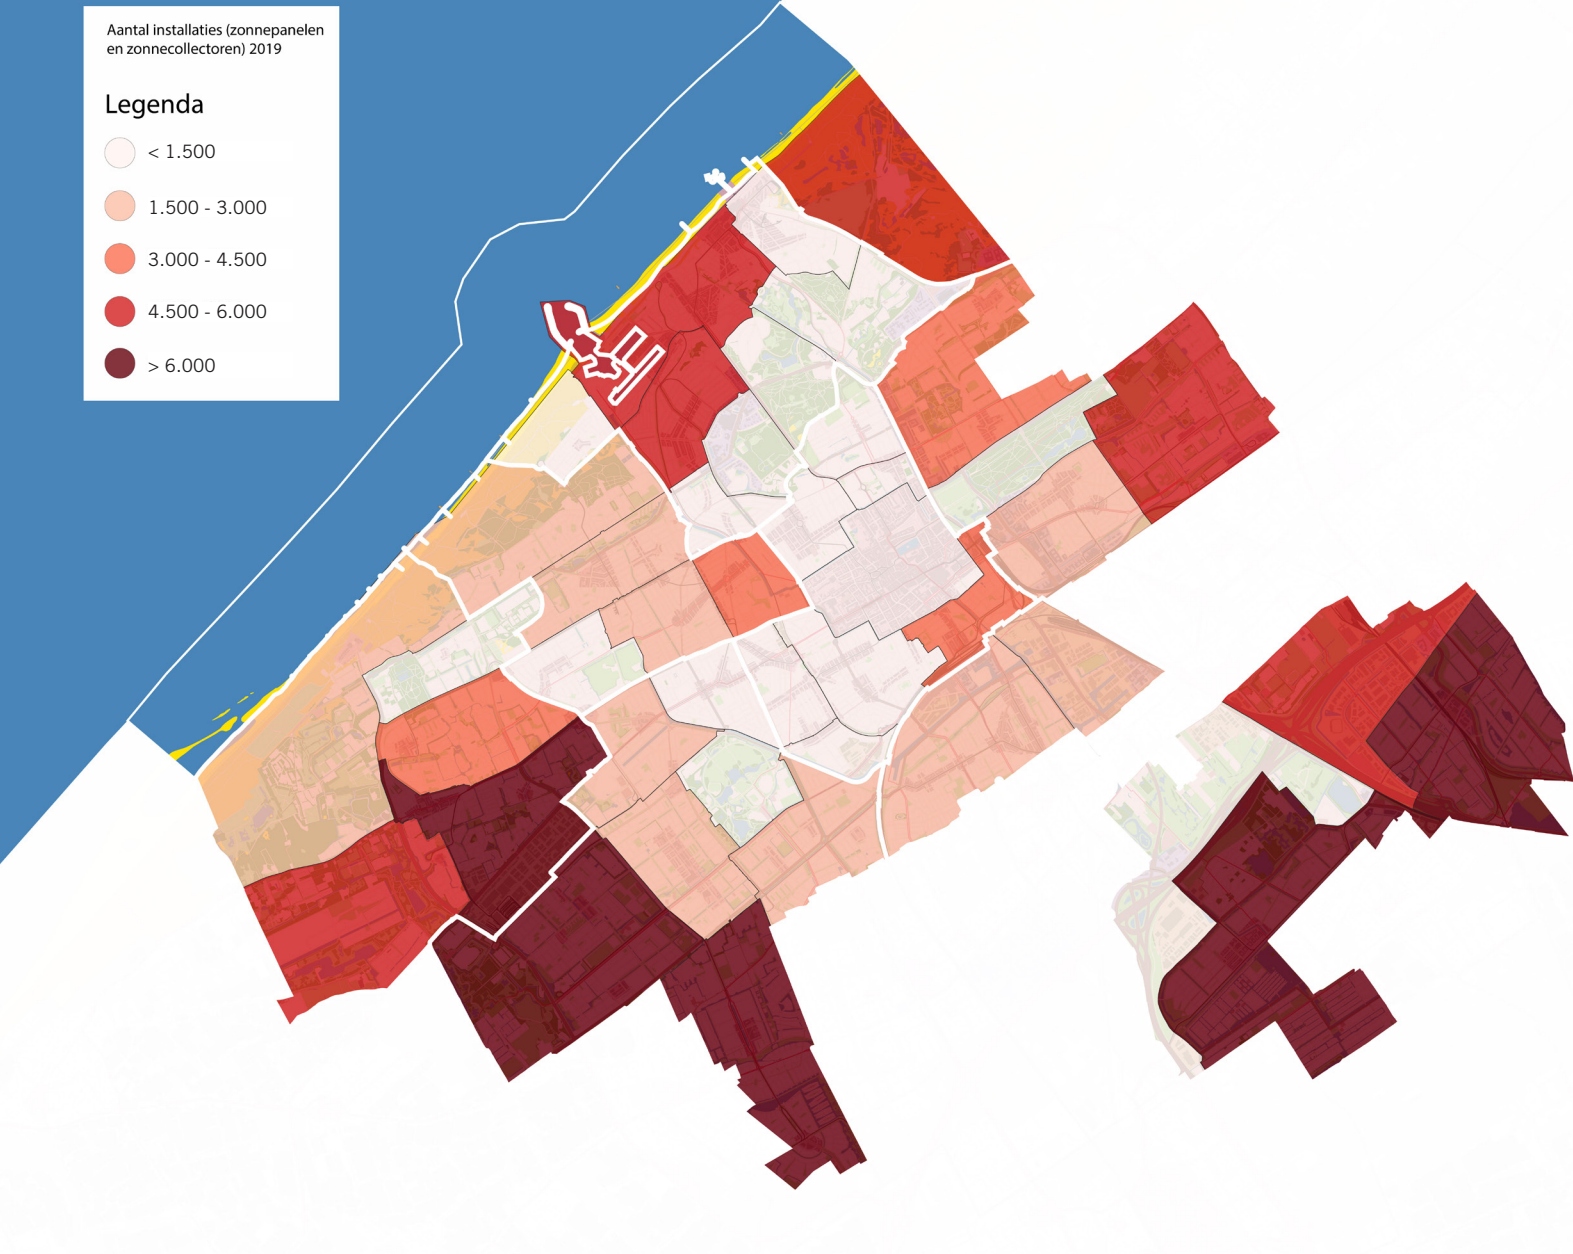 Aantal installaties (zonnepanelen
en zonnecollectoren) 2019
Legenda
< 1.500
1.500 - 3.000
3.000 - 4.500
4.500 - 6.000
> 6.000